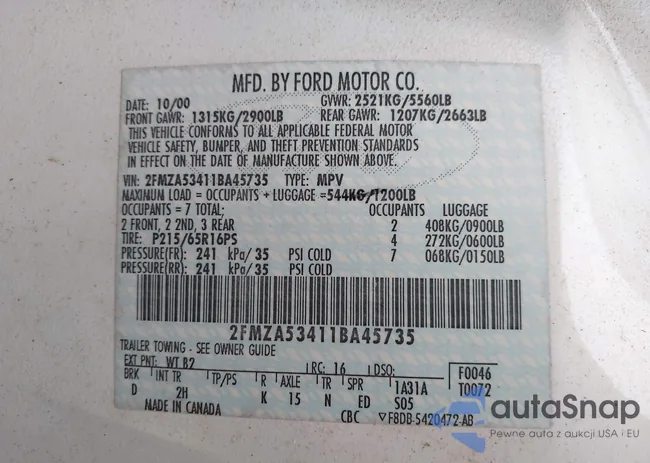 MFD. BY FORD MOTOR CO.
DATE: 10/00 GVWR: 2521KG/5560LB
FRONT GAWR: 1315KG/2900LB REAR GAWR: 1207KG/2663LB
THIS VEHICLE CONFORMS TO ALL APPLICABLE FEDERAL MOTOR
VEHICLE SAFETY, BUMPER, AND THEFT PREVENTION STANDARDS
IN EFFECT ON THE DATE OF MANUFACTURE SHOWN ABOVE.
VIN: 2FMZA53411BA45735 TYPE: MPV
MAXIMUM LOAD = OCCUPANTS + LUGGAGE = 544KG/1200LB
OCCUPANTS = 7 TOTAL; OCCUPANTS LUGGAGE
2 FRONT, 2 2ND, 3 REAR 2 408KG/0900LB
TIRE: P215/65R16PS 4 272KG/0600LB
PRESSURE(FR): 241 kPa/35 PSI COLD 7 068KG/0150LB
PRESSURE(RR): 241 kPa/35 PSI COLD
2FMZA53411BA45735
TRAILER TOWING - SEE OWNER GUIDE
EXT PNT: WT B2 RC: 16 DSO: F0046
BRK INT TR TP/PS R AXLE TR SPR 1A31A T0072
D 2H K 15 N ED S05
MADE IN CANADA CBC ▽F8DB-5420472-AB
autoSnap
Pewne auta z aukcji USA i EU